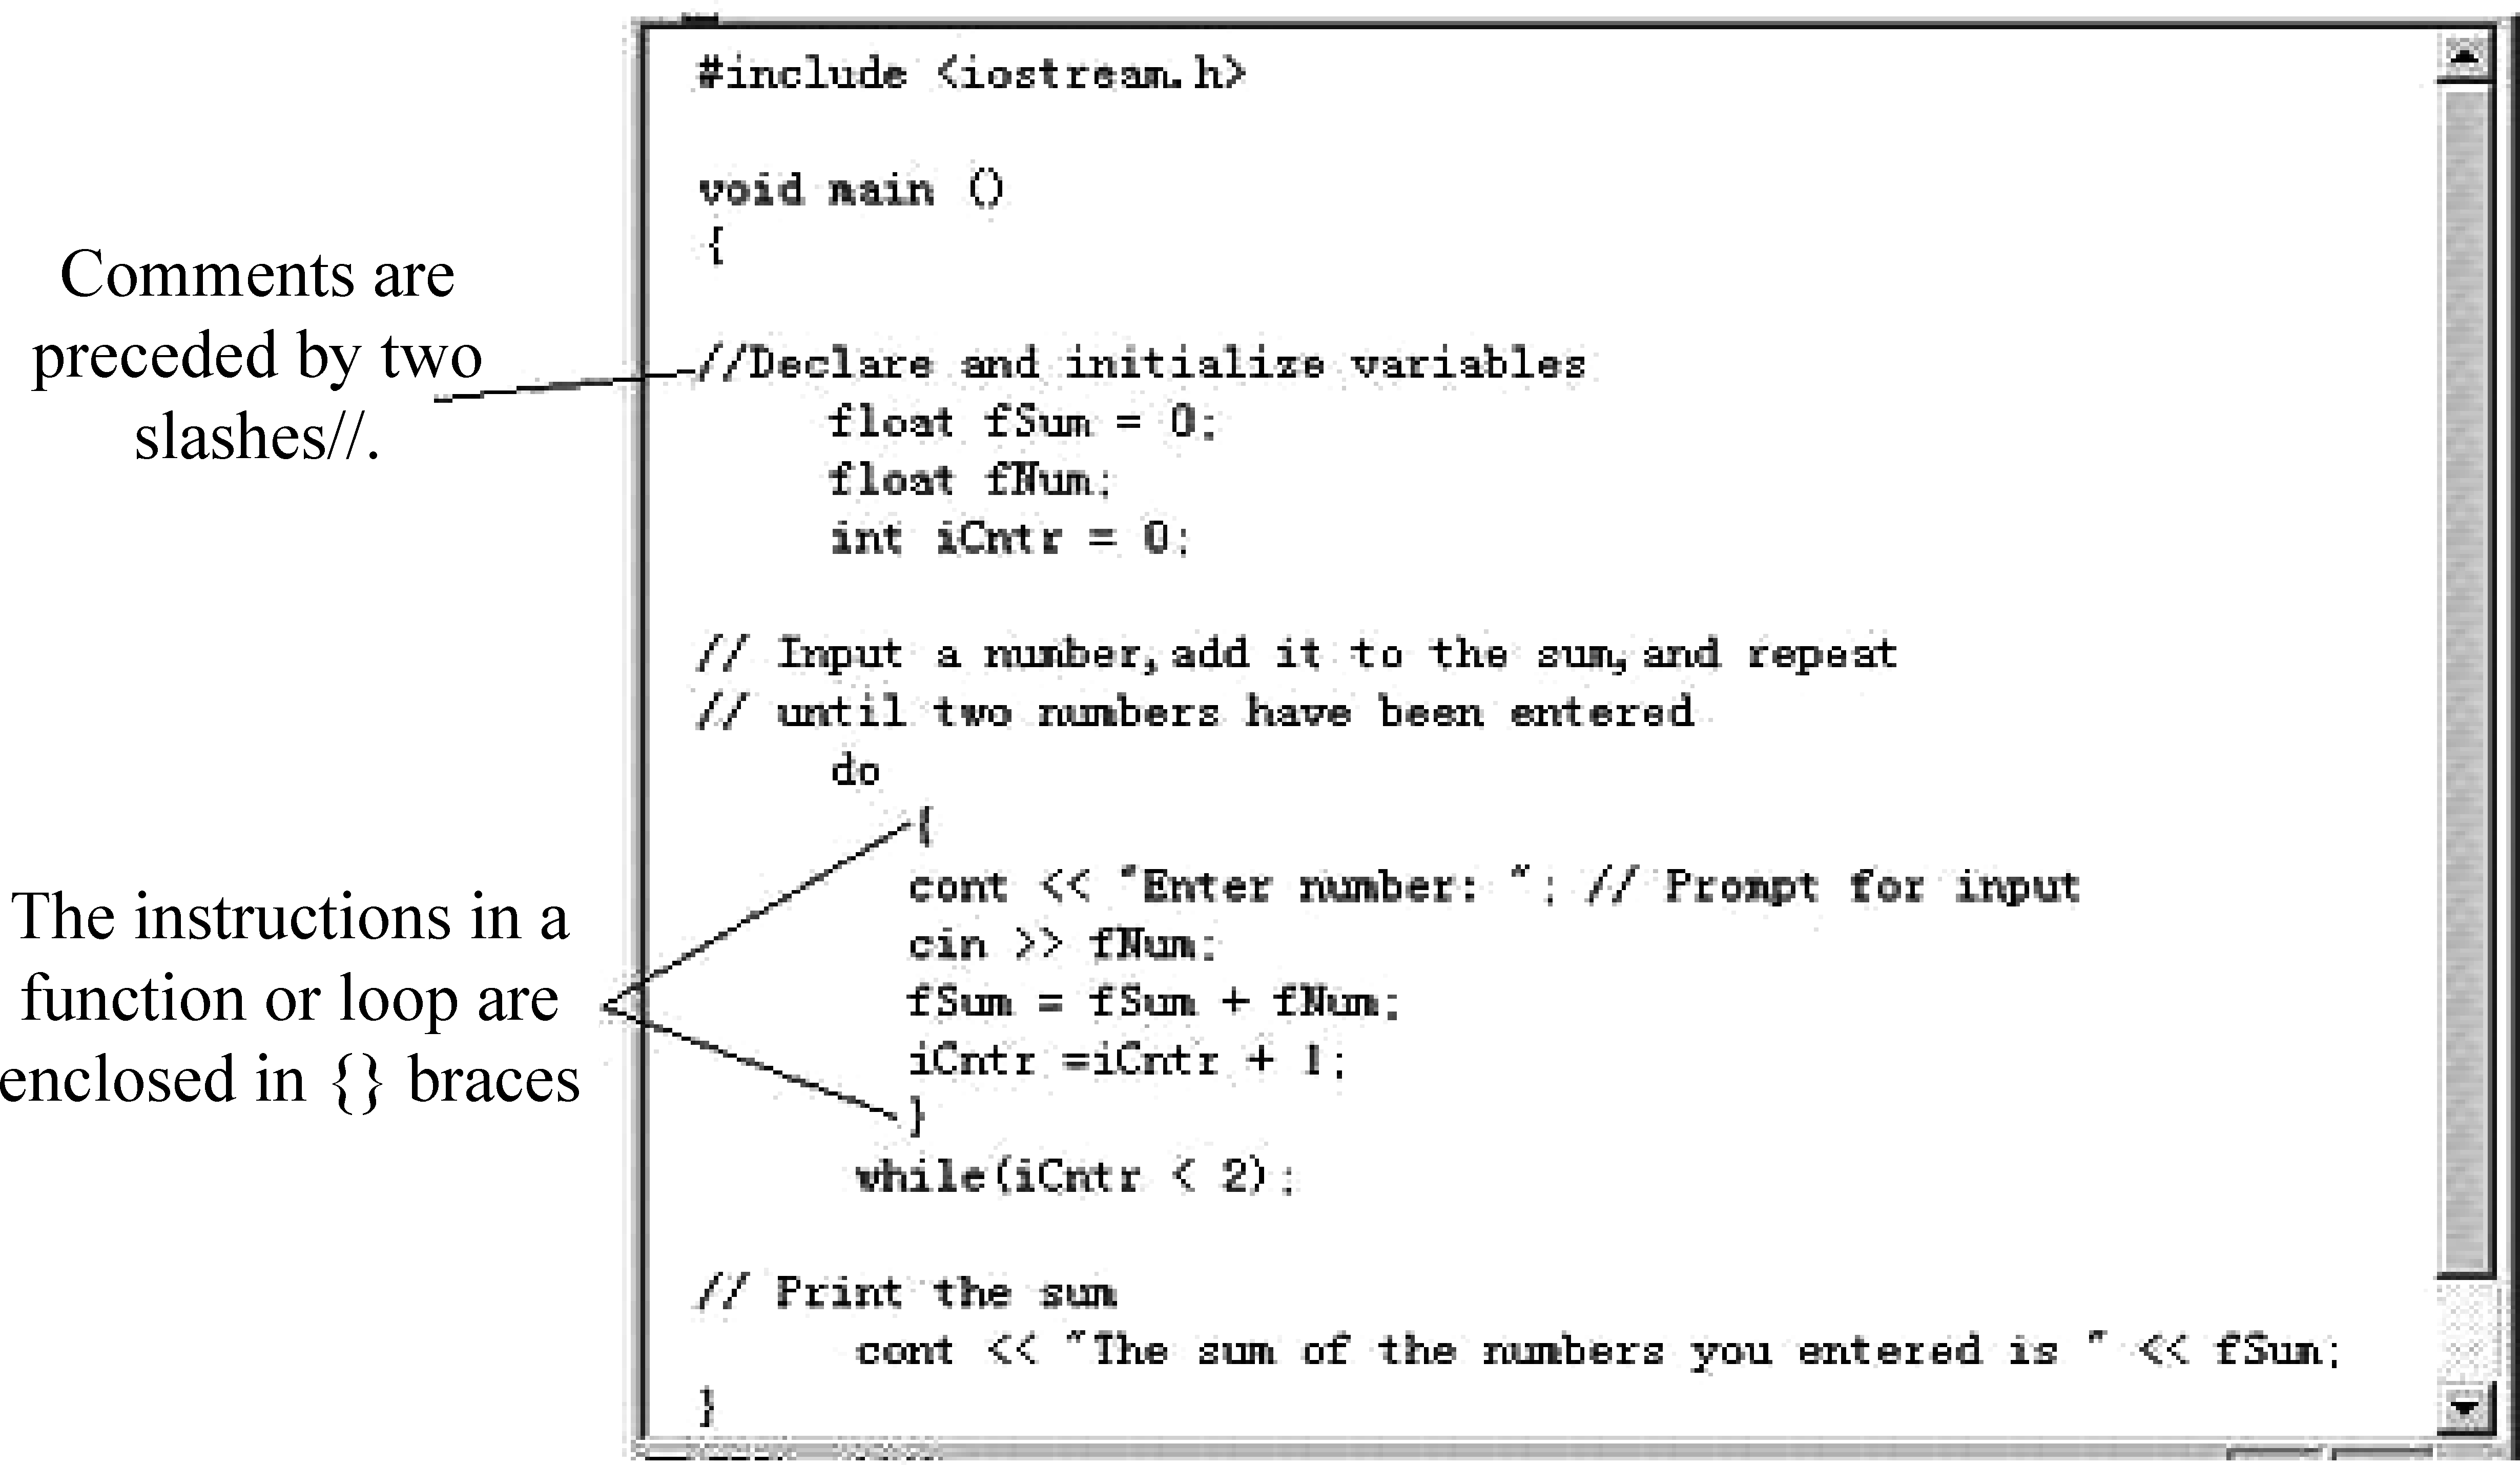 #include <iostream.h>
void main ()
{
Comments are
preceded by two
slashes//.
//Declare and initialize variables
float fSum = 0;
float fNum;
int iCntr = 0;
// Input a number,add it to the sum,and repeat
// until two numbers have been entered
do
{
The instructions in a
function or loop are
enclosed in {} braces
cont << "Enter number: "; // Prompt for input
cin >> fNum;
fSum = fSum + fNum;
iCntr =iCntr + 1;
}
while(iCntr < 2);
// Print the sum
cont << "The sum of the numbers you entered is " << fSum;
}